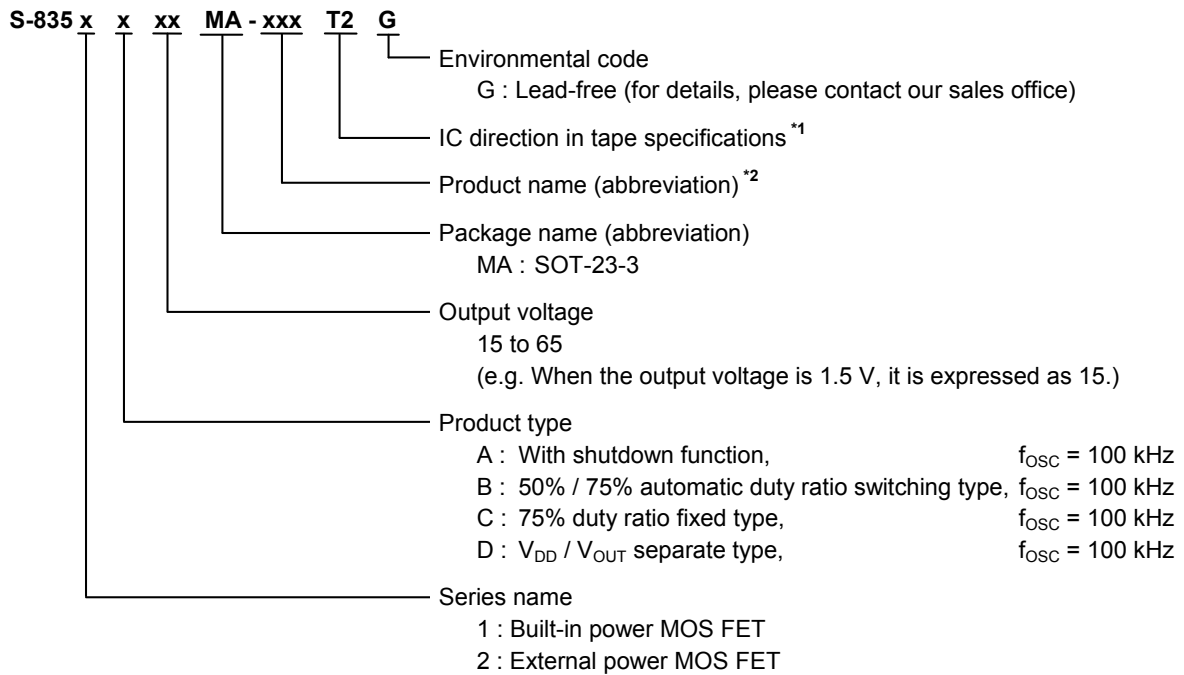 S-835 x x xx MA - xxx T2 G
Environmental code
G : Lead-free (for details, please contact our sales office)
IC direction in tape specifications *1
Product name (abbreviation) *2
Package name (abbreviation)
MA : SOT-23-3
Output voltage
15 to 65
(e.g. When the output voltage is 1.5 V, it is expressed as 15.)
Product type
A : With shutdown function, fOSC = 100 kHz
B : 50% / 75% automatic duty ratio switching type, fOSC = 100 kHz
C : 75% duty ratio fixed type, fOSC = 100 kHz
D : VDD / VOUT separate type, fOSC = 100 kHz
Series name
1 : Built-in power MOS FET
2 : External power MOS FET